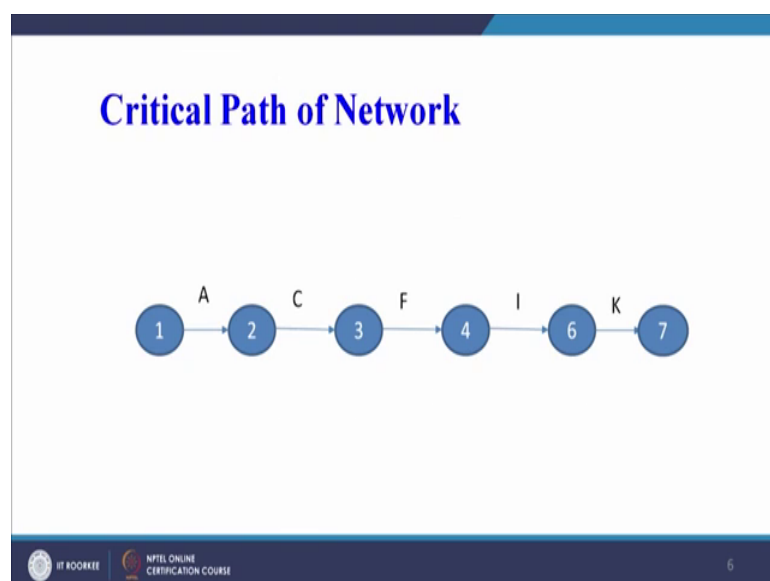 Critical Path of Network
A C F I K
1 2 3 4 6 7
IIT ROORKEE NPTEL ONLINE
CERTIFICATION COURSE
6